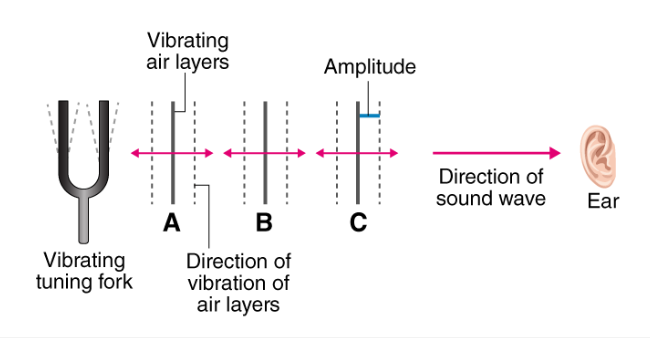 Vibrating
air layers
Amplitude
A
B
C
Direction of
sound wave
Ear
Vibrating
tuning fork
Direction of
vibration of
air layers